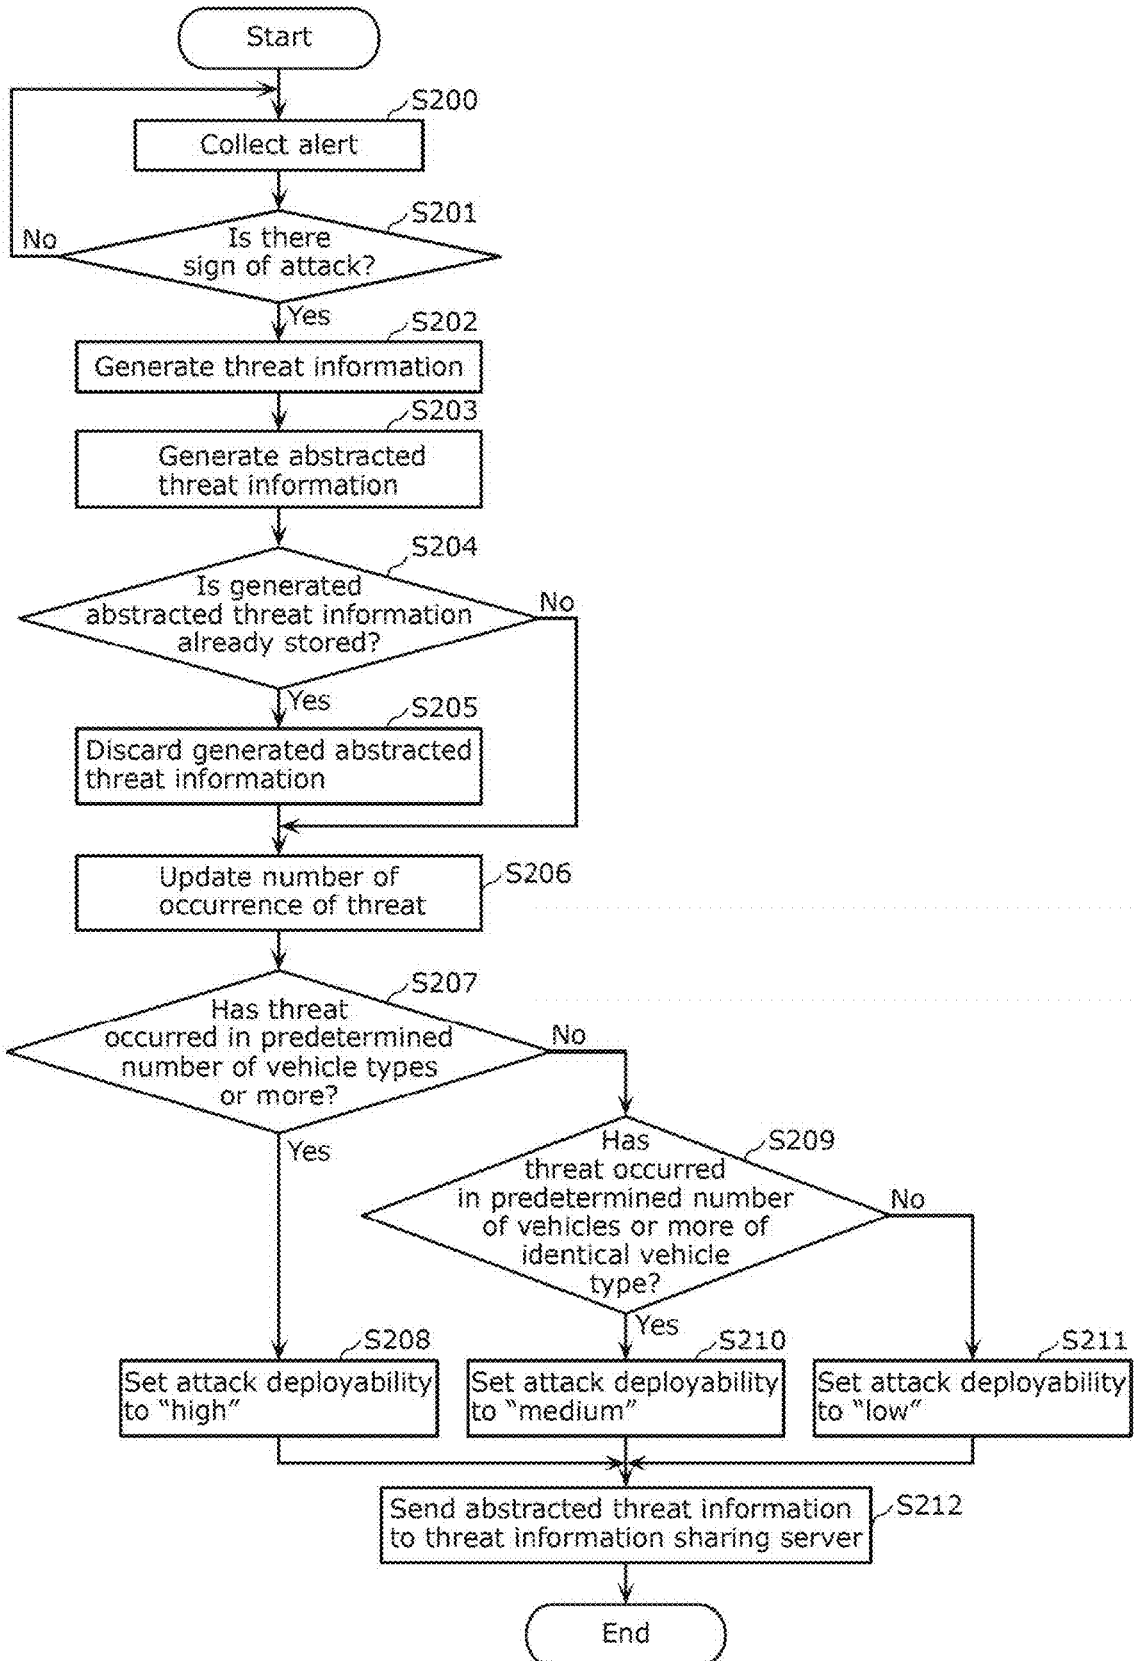 Start
S200
Collect alert
S201
No
Is there
sign of attack?
Yes
S202
Generate threat information
S203
Generate abstracted
threat information
S204
Is generated
abstracted threat information
already stored?
No
Yes
S205
Discard generated abstracted
threat information
Update number of
occurrence of threat
S206
S207
Has threat
occurred in predetermined
number of vehicle types
or more?
No
Yes
S209
Has
threat occurred
in predetermined number
of vehicles or more of
identical vehicle
type?
No
Yes
S208
Set attack deployability
to “high”
S210
Set attack deployability
to “medium”
S211
Set attack deployability
to “low”
Send abstracted threat information
to threat information sharing server
S212
End